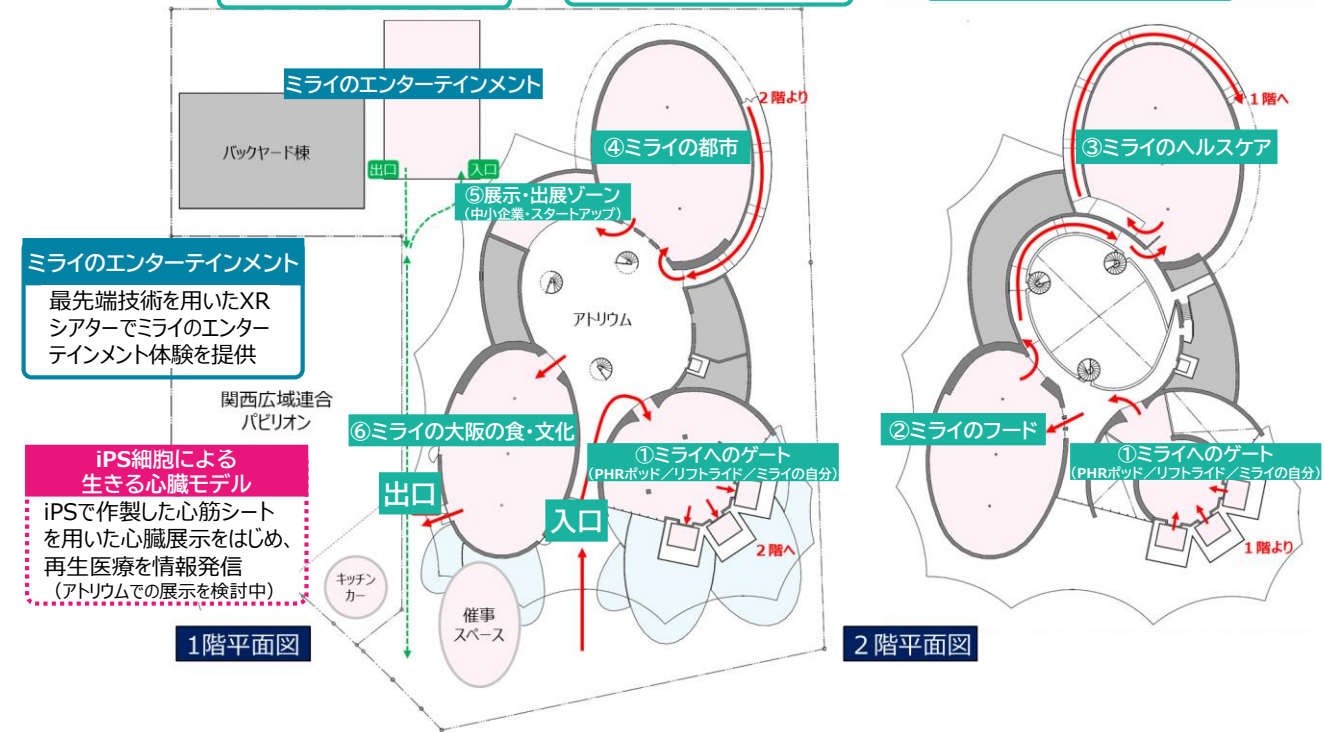 ミライのエンターテインメント
バックヤード棟
出口
入口
2階より
④ミライの都市
⑤展示・出展ゾーン
（中小企業・スタートアップ）
ミライのエンターテインメント
最先端技術を用いたXR
シアターでミライのエンター
テインメント体験を提供
アトリウム
関西広域連合
パビリオン
⑥ミライの大阪の食・文化
①ミライへのゲート
（PHRポッド／リフトライド／ミライの自分）
iPS細胞による
生きる心臓モデル
iPSで作製した心筋シート
を用いた心臓展示をはじめ、
再生医療を情報発信
（アトリウムでの展示を検討中）
出口
入口
2階へ
キッチン
カー
催事
スペース
1階平面図
1階へ
③ミライのヘルスケア
②ミライのフード
①ミライへのゲート
（PHRポッド／リフトライド／ミライの自分）
1階より
２階平面図